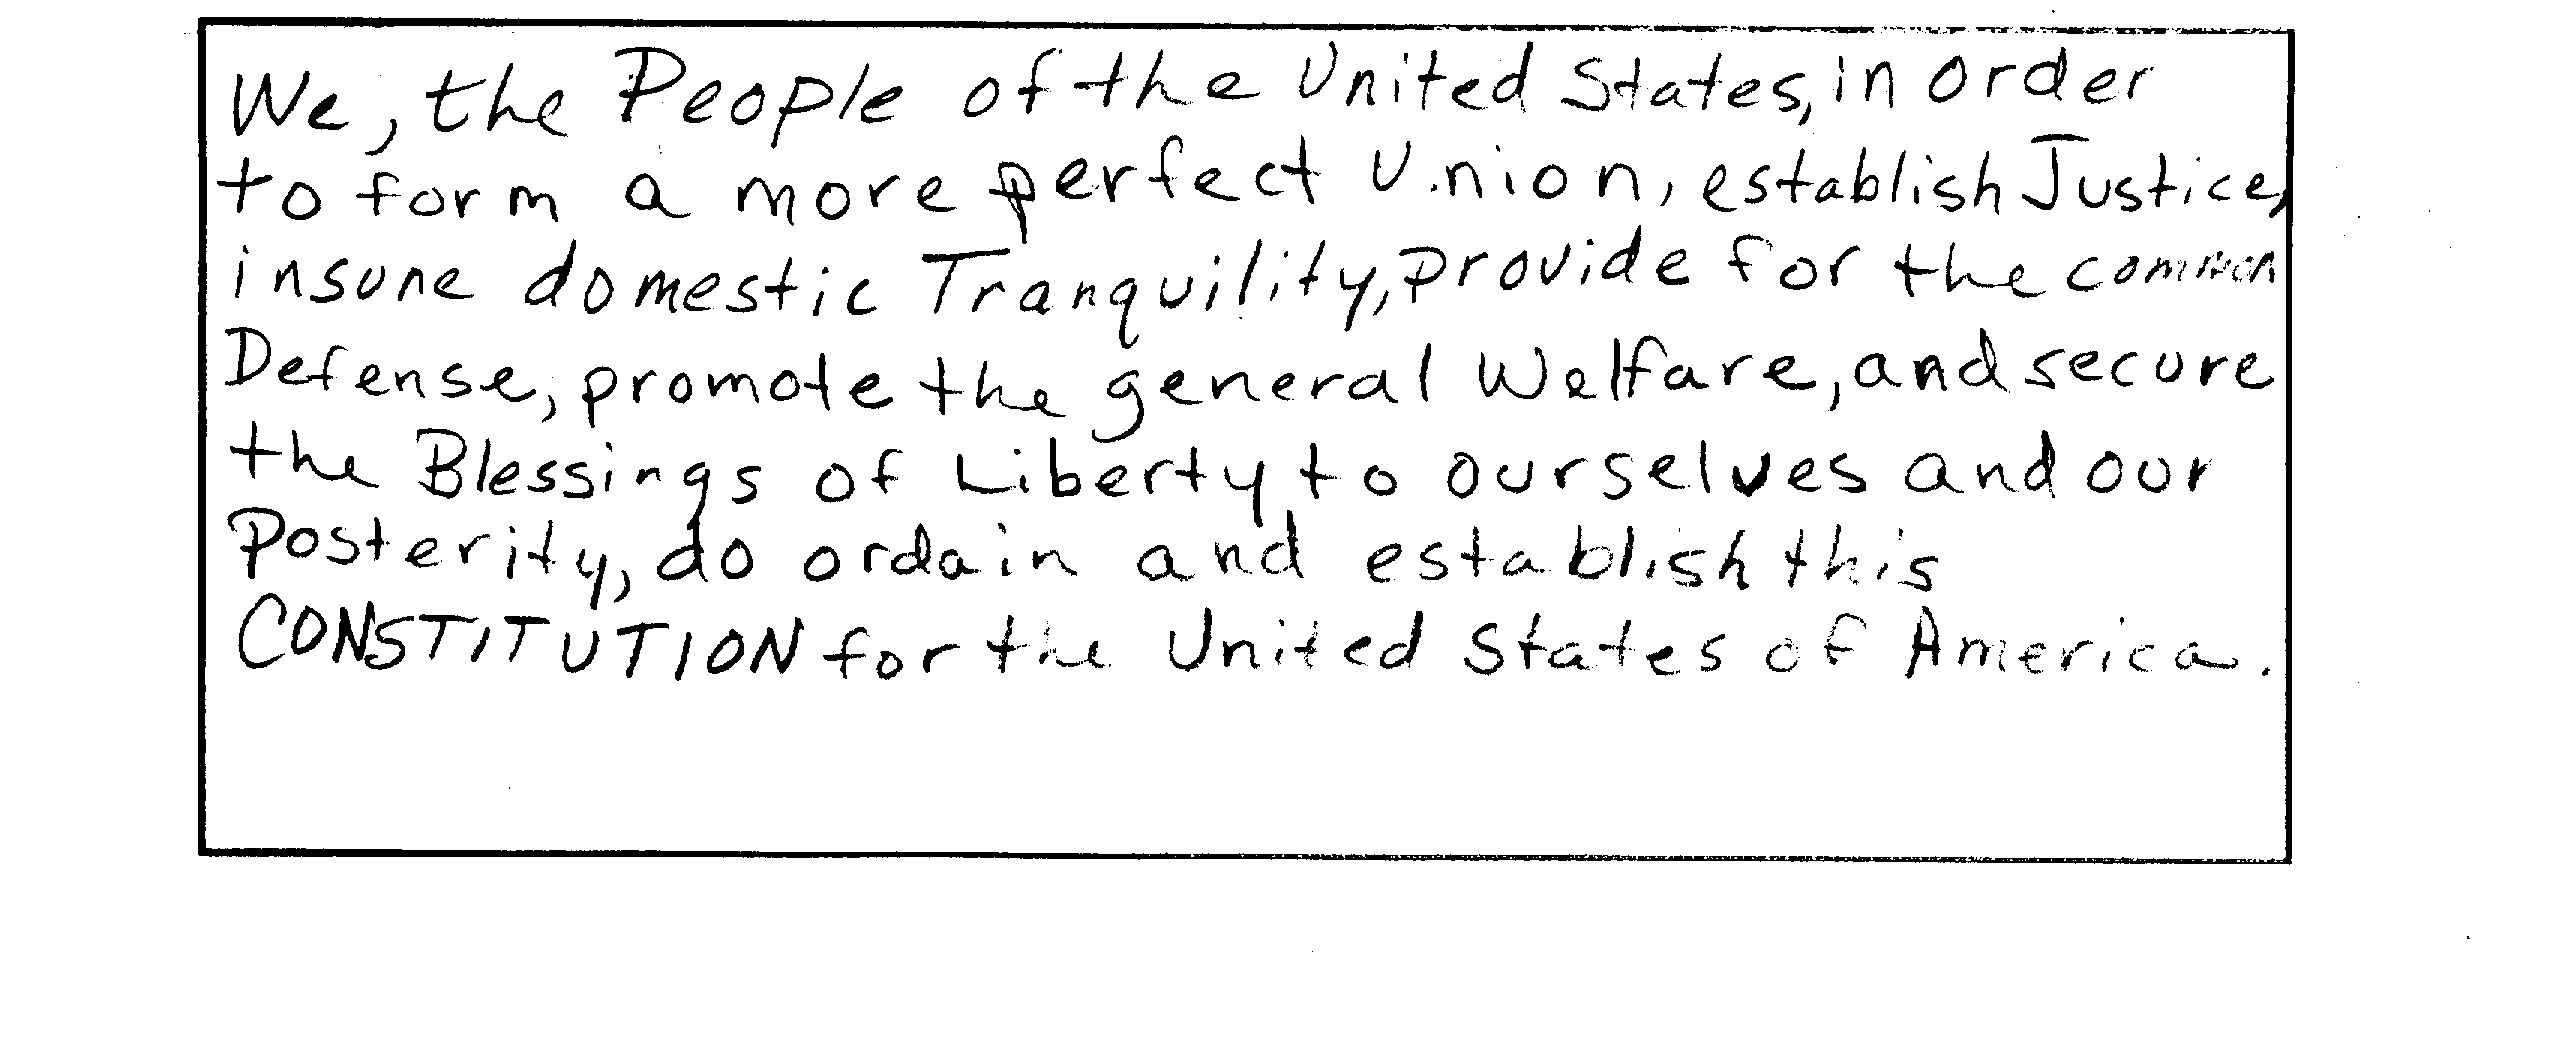 We, the People of the United States, in order
to form a more perfect Union, establish Justice,
insure domestic Tranquility, provide for the common
Defense, promote the general Welfare, and secure
the Blessings of Liberty to ourselves and our
Posterity, do ordain and establish this
CONSTITUTION for the United States of America.